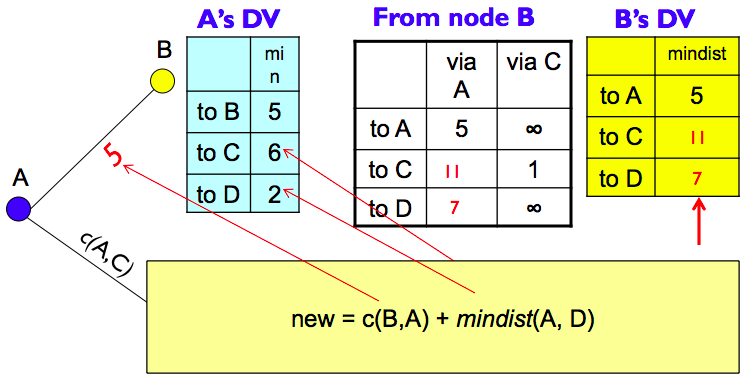 A's DV
From node B
B's DV
B
mi
n
to B 5
to C 6
to D 2
via
A
via C
to A 5 ∞
to C 11 1
to D 7 ∞
mindist
to A 5
to C 11
to D 7
5
A
c(A,C)
new = c(B,A) + mindist(A, D)